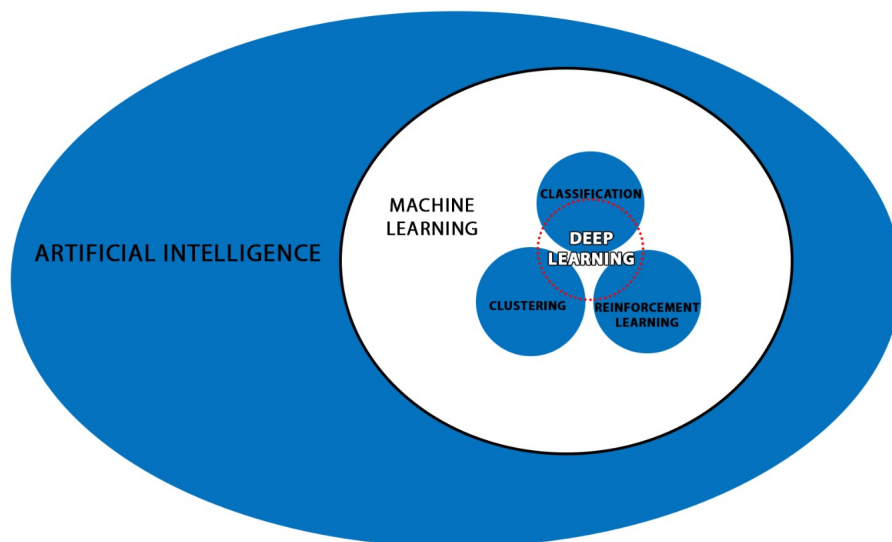 ARTIFICIAL INTELLIGENCE
MACHINE
LEARNING
CLASSIFICATION
DEEP
LEARNING
CLUSTERING
REINFORCEMENT
LEARNING